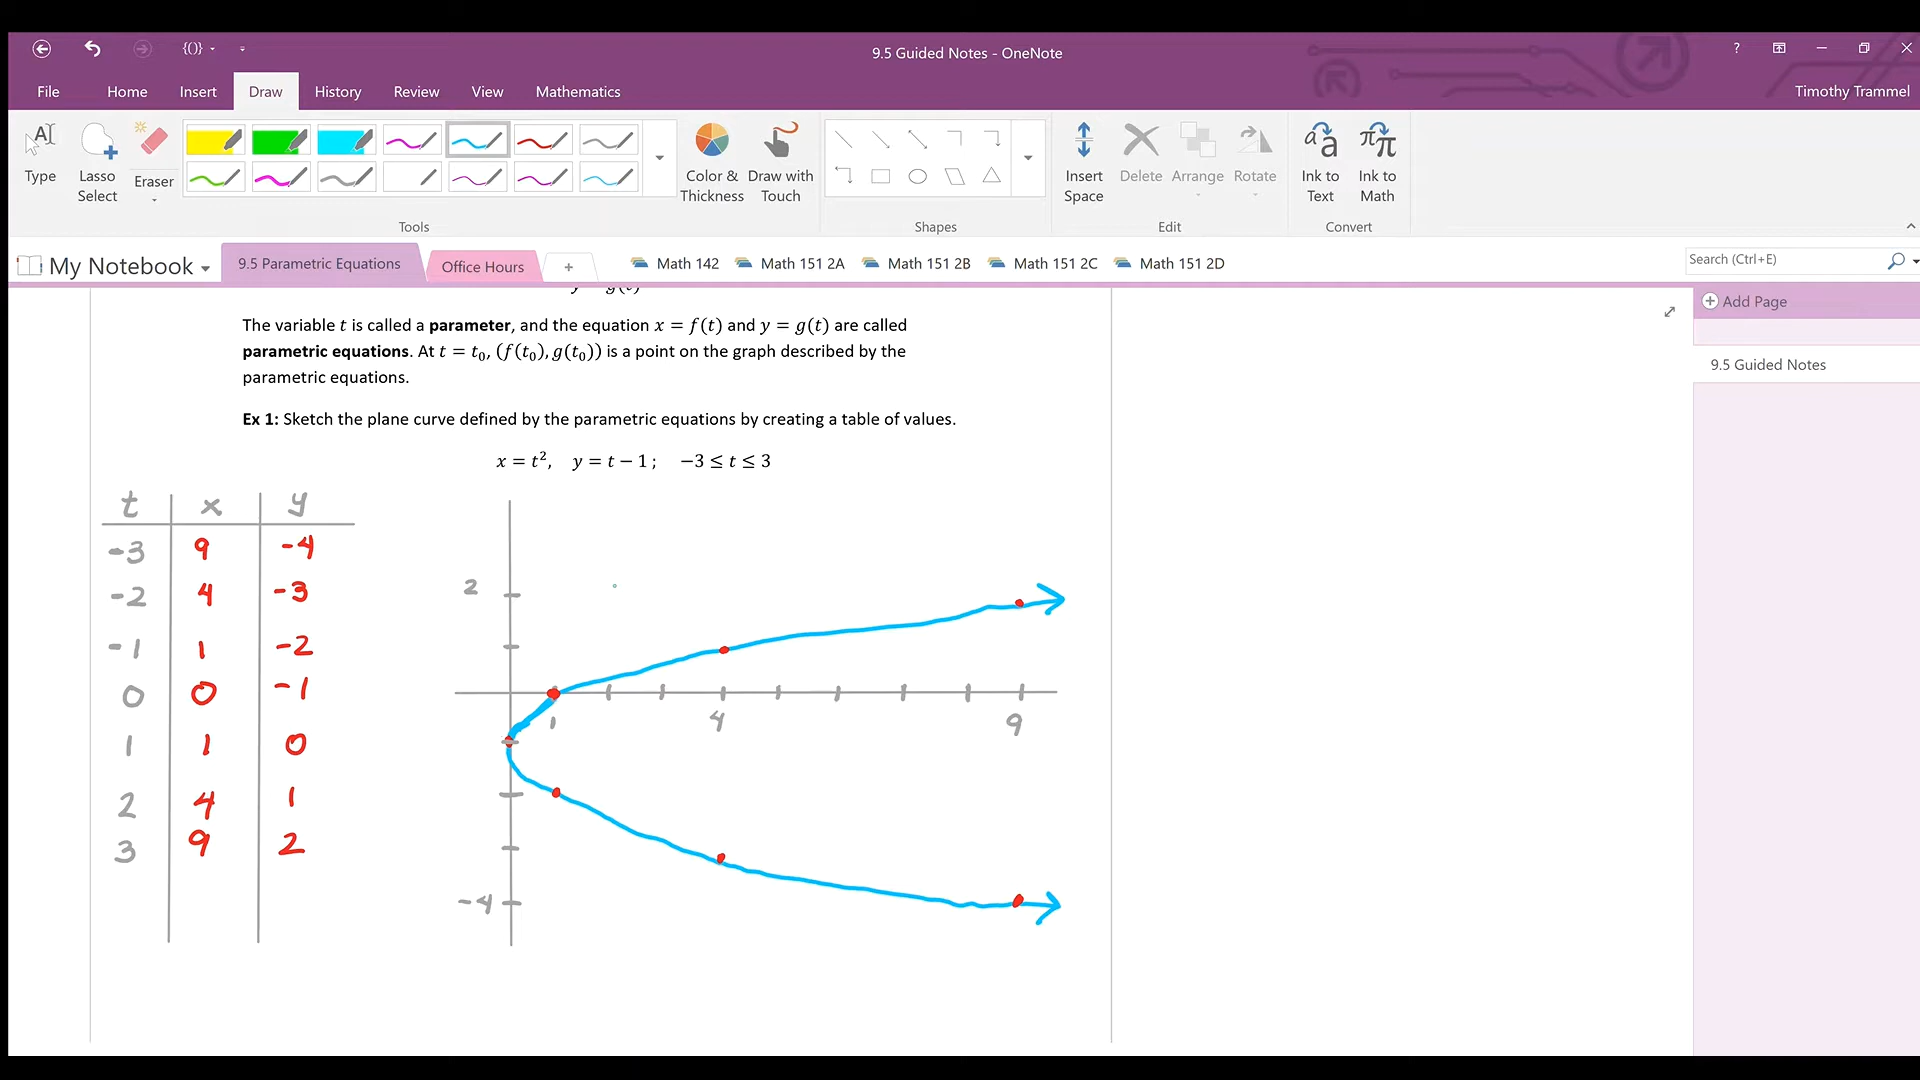 9.5 Guided Notes - OneNote
?
File Home Insert Draw History Review View Mathematics
Timothy Trammel
Type
Lasso Select
Eraser
Color & Thickness
Draw with Touch
Insert Space
Delete
Arrange
Rotate
Ink to Text
Ink to Math
Tools Shapes Edit Convert
My Notebook
9.5 Parametric Equations
Office Hours
+
Math 142 Math 151 2A Math 151 2B Math 151 2C Math 151 2D
Search (Ctrl+E)
Add Page
9.5 Guided Notes
The variable t is called a parameter, and the equation x = f(t) and y = g(t) are called
parametric equations. At t = t₀, (f(t₀), g(t₀)) is a point on the graph described by the
parametric equations.
Ex 1: Sketch the plane curve defined by the parametric equations by creating a table of values.
x = t², y = t − 1 ; −3 ≤ t ≤ 3
t x y
-3 9 -4
-2 4 -3
-1 1 -2
0 0 -1
1 1 0
2 4 1
3 9 2
2
1 4 9
-4